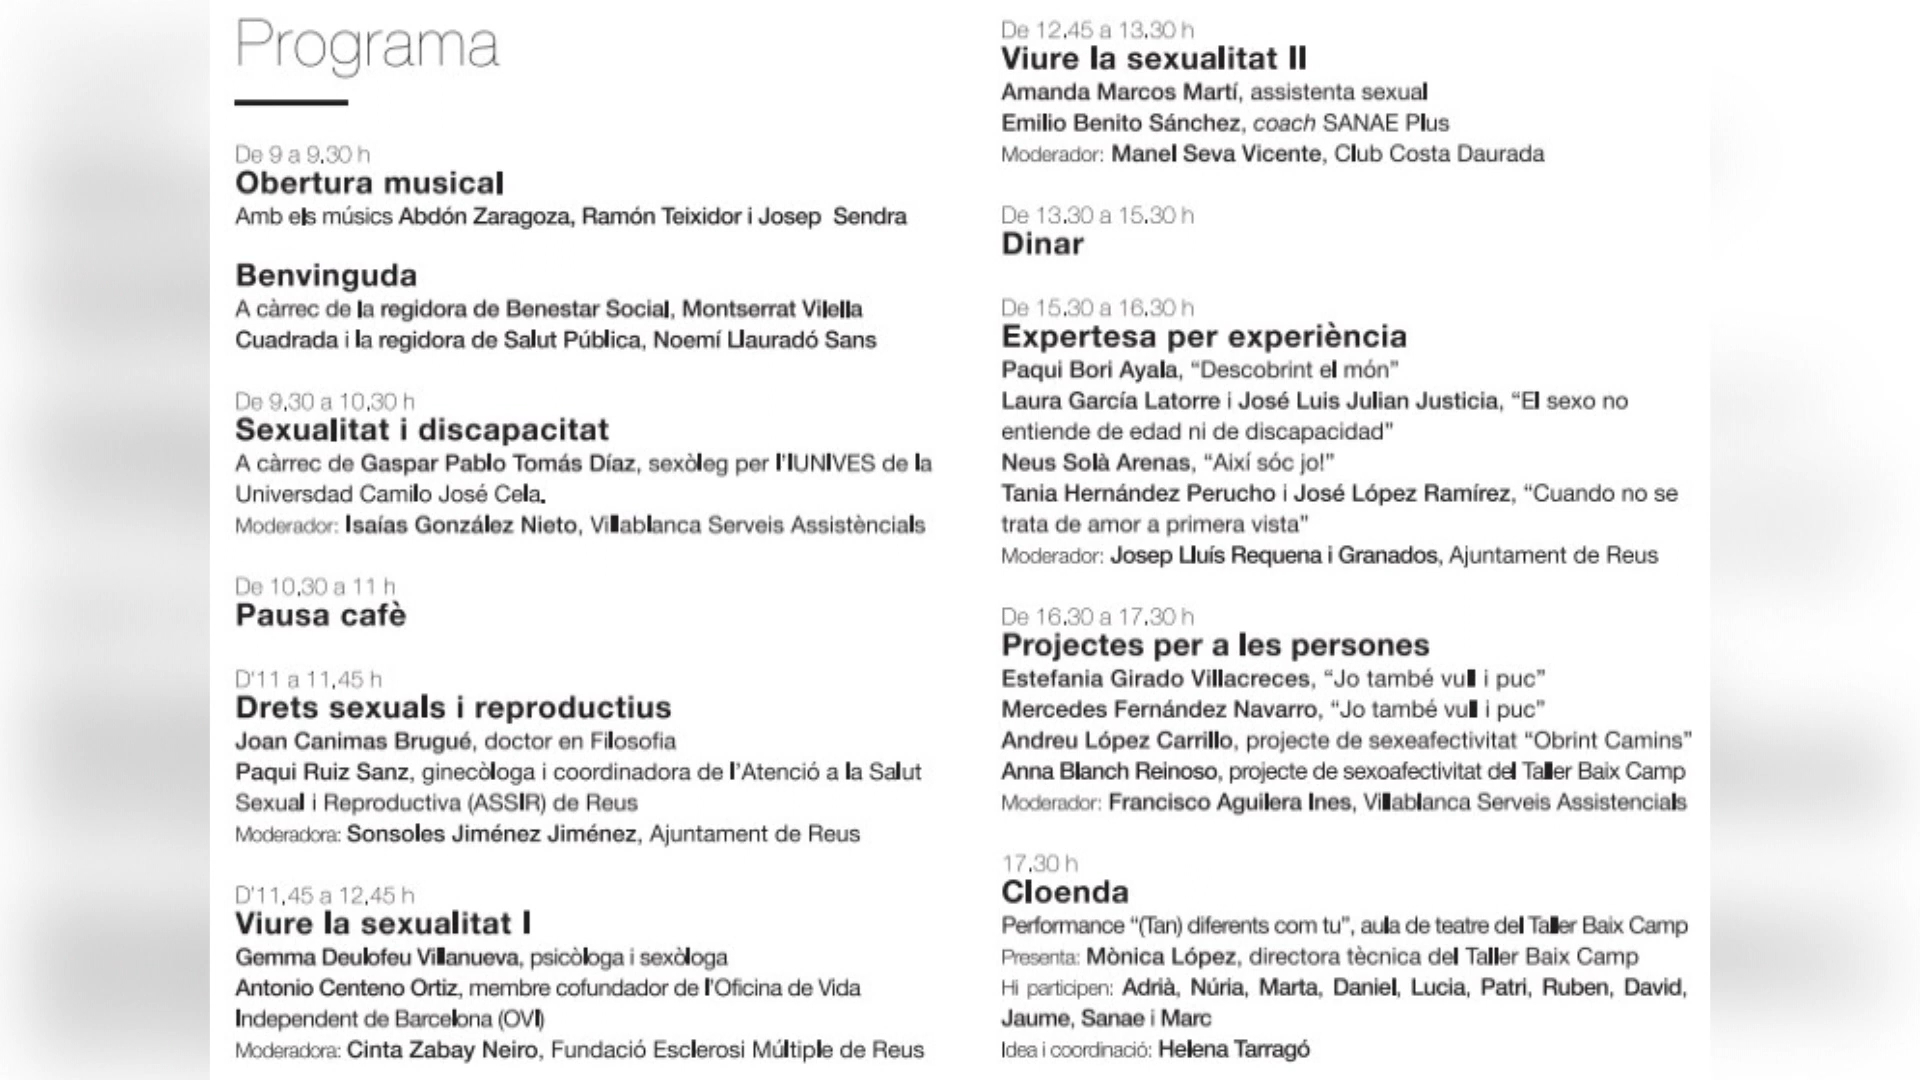 Programa
De 9 a 9.30 h
Obertura musical
Amb els músics Abdón Zaragoza, Ramón Teixidor i Josep Sendra
Benvinguda
A càrrec de la regidora de Benestar Social, Montserrat Vilella
Cuadrada i la regidora de Salut Pública, Noemí Llauradó Sans
De 9.30 a 10.30 h
Sexualitat i discapacitat
A càrrec de Gaspar Pablo Tomás Díaz, sexòleg per l'IUNIVES de la
Universdad Camilo José Cela.
Moderador: Isaías González Nieto, Villablanca Serveis Assistèncials
De 10.30 a 11 h
Pausa cafè
D'11 a 11.45 h
Drets sexuals i reproductius
Joan Canimas Brugué, doctor en Filosofia
Paqui Ruiz Sanz, ginecòloga i coordinadora de l'Atenció a la Salut
Sexual i Reproductiva (ASSIR) de Reus
Moderadora: Sonsoles Jiménez Jiménez, Ajuntament de Reus
D'11.45 a 12.45 h
Viure la sexualitat I
Gemma Deulofeu Villanueva, psicòloga i sexòloga
Antonio Centeno Ortiz, membre cofundador de l'Oficina de Vida
Independent de Barcelona (OVI)
Moderadora: Cinta Zabay Neiro, Fundació Esclerosi Múltiple de Reus
De 12.45 a 13.30 h
Viure la sexualitat II
Amanda Marcos Martí, assistenta sexual
Emilio Benito Sánchez, coach SANAE Plus
Moderador: Manel Seva Vicente, Club Costa Daurada
De 13.30 a 15.30 h
Dinar
De 15.30 a 16.30 h
Expertesa per experiència
Paqui Bori Ayala, “Descobrint el món”
Laura García Latorre i José Luis Julian Justicia, “El sexo no
entiende de edad ni de discapacidad”
Neus Solà Arenas, “Així sóc jo!”
Tania Hernández Perucho i José López Ramírez, “Cuando no se
trata de amor a primera vista”
Moderador: Josep Lluís Requena i Granados, Ajuntament de Reus
De 16.30 a 17.30 h
Projectes per a les persones
Estefania Girado Villacreces, “Jo també vull i puc”
Mercedes Fernández Navarro, “Jo també vull i puc”
Andreu López Carrillo, projecte de sexeafectivitat “Obrint Camins”
Anna Blanch Reinoso, projecte de sexoafectivitat del Taller Baix Camp
Moderador: Francisco Aguilera Ines, Villablanca Serveis Assistencials
17.30 h
Cloenda
Performance “(Tan) diferents com tu”, aula de teatre del Taller Baix Camp
Presenta: Mònica López, directora tècnica del Taller Baix Camp
Hi participen: Adrià, Núria, Marta, Daniel, Lucia, Patri, Ruben, David,
Jaume, Sanae i Marc
Idea i coordinació: Helena Tarragó